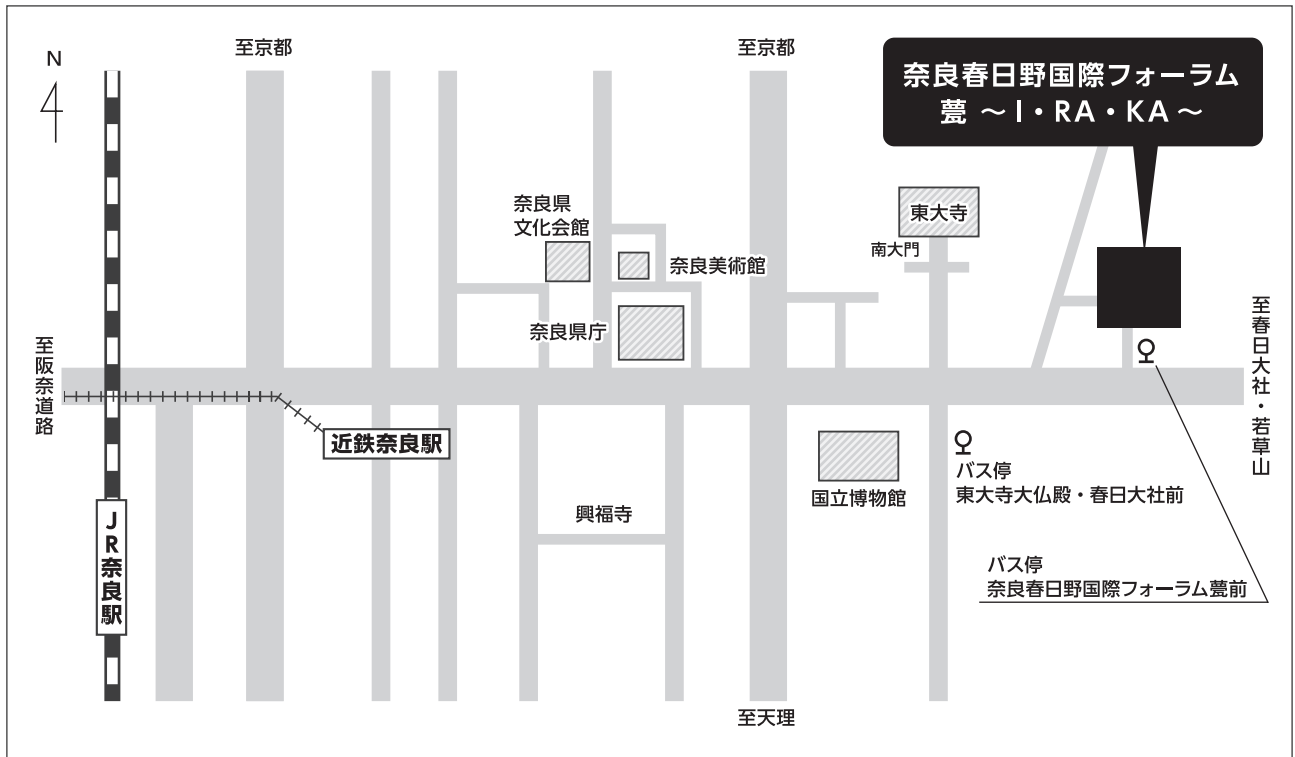 N
至京都
至京都
奈良春日野国際フォーラム
甍 ～I・RA・KA～
奈良県
文化会館
奈良美術館
東大寺
南大門
奈良県庁
至阪奈道路
至春日大社・若草山
近鉄奈良駅
国立博物館
バス停
東大寺大仏殿・春日大社前
JR奈良駅
興福寺
バス停
奈良春日野国際フォーラム甍前
至天理